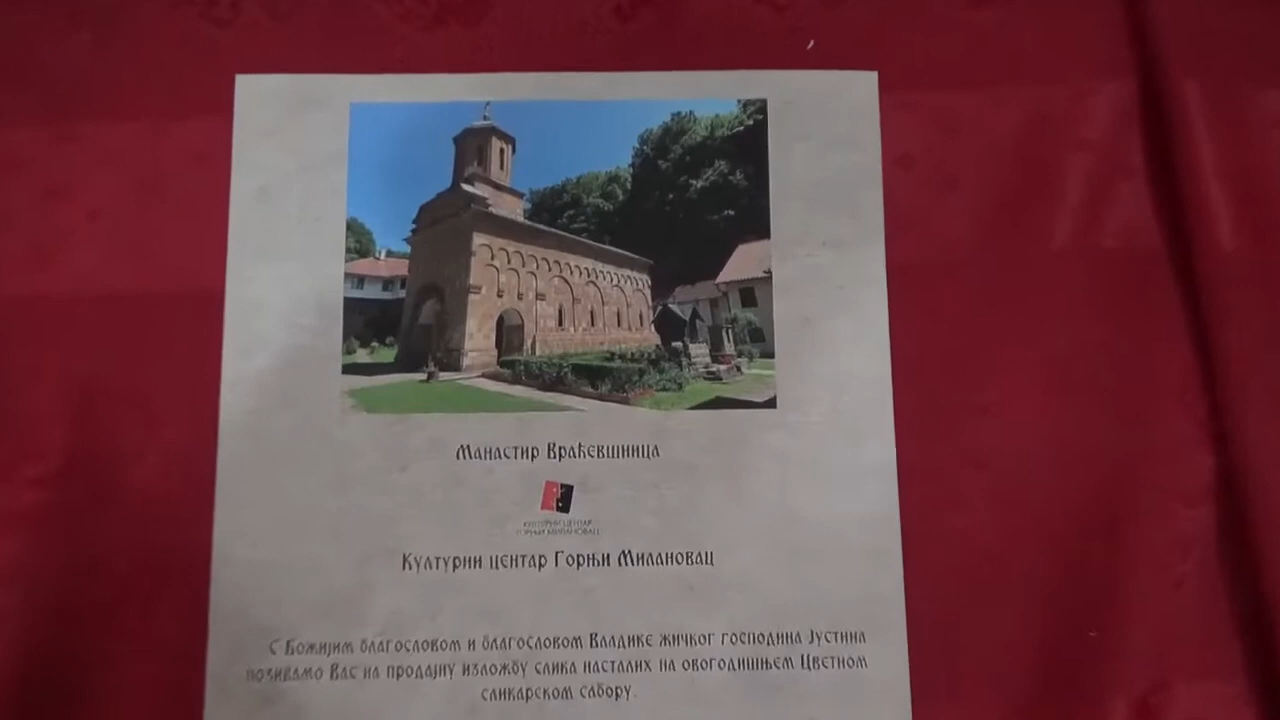 Манастир Враћевшница
КУЛТУРНИ ЦЕНТАР
ГОРЊИ МИЛАНОВАЦ
Културни центар Горњи Милановац
С Божијим благословом и благословом Владике жичког господина Јустина
позивамо Вас на продајну изложбу слика насталих на овогодишњем Цветном
сликарском сабору.